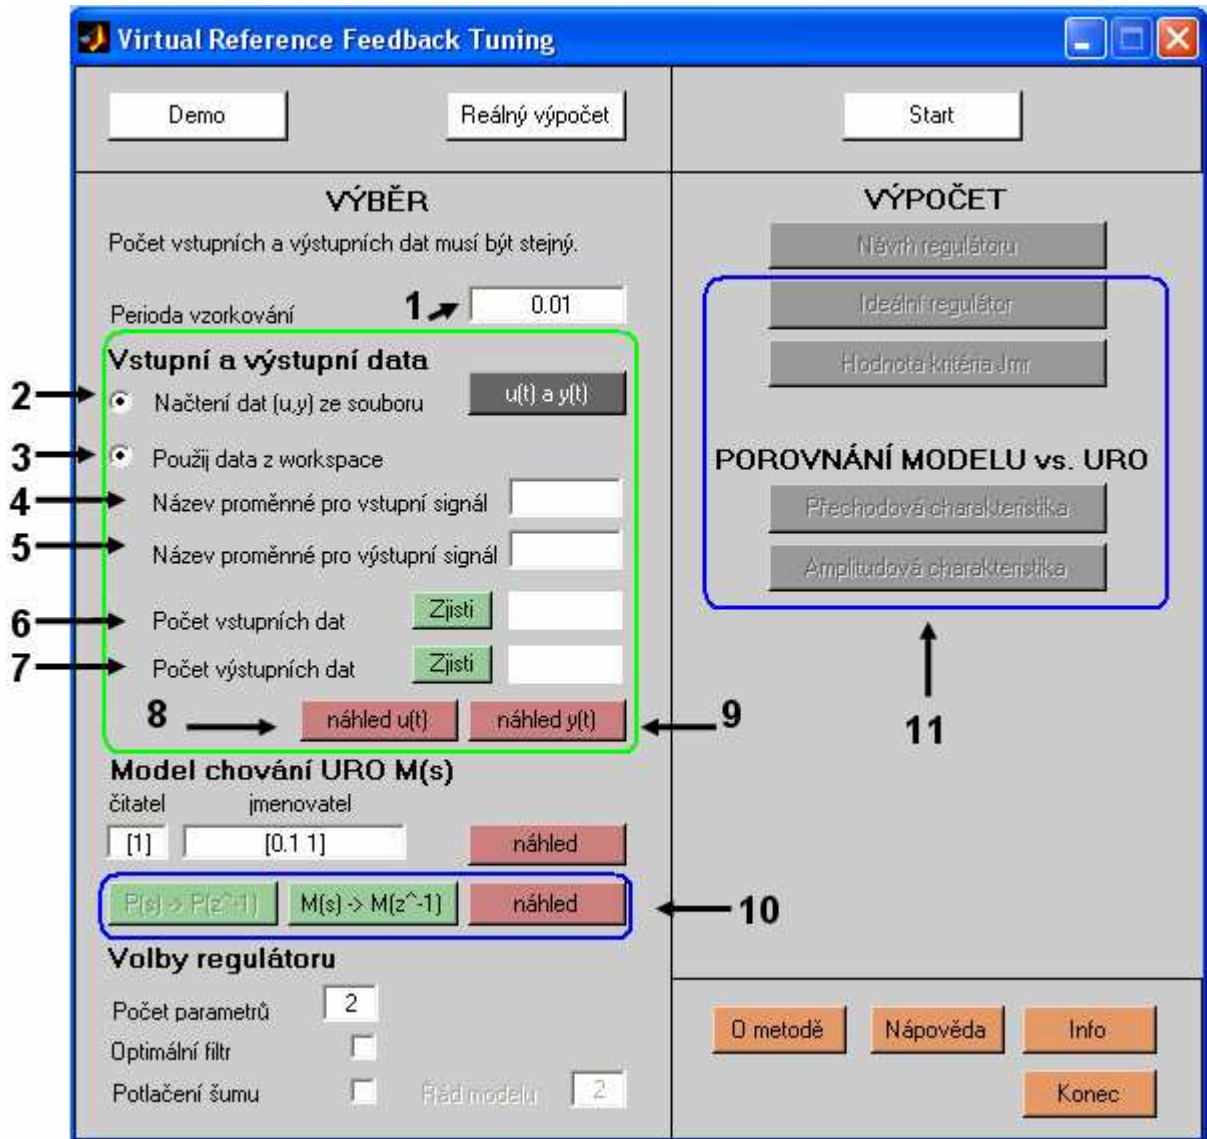 Virtual Reference Feedback Tuning
Demo
Reálný výpočet
Start
VÝBĚR
Počet vstupních a výstupních dat musí být stejný.
Perioda vzorkování
1
0.01
Vstupní a výstupní data
2
Načtení dat (u,y) ze souboru
u(t) a y(t)
3
Použij data z workspace
4
Název proměnné pro vstupní signál
5
Název proměnné pro výstupní signál
6
Počet vstupních dat
Zjisti
7
Počet výstupních dat
Zjisti
8
náhled u(t)
náhled y(t)
9
Model chování URO M(s)
čitatel
jmenovatel
[1]
[0.1 1]
náhled
P(s) -> P(z^-1)
M(s) -> M(z^-1)
náhled
10
Volby regulátoru
Počet parametrů
2
Optimální filtr
Potlačení šumu
Řád modelu
2
VÝPOČET
Návrh regulátoru
Ideální regulátor
Hodnota kritéria Jmr
POROVNÁNÍ MODELU vs. URO
Přechodová charakteristika
Amplitudová charakteristika
11
O metodě
Nápověda
Info
Konec